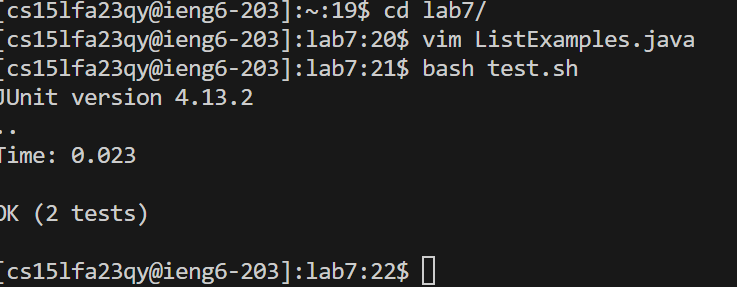 [cs15lfa23qy@ieng6-203]:~:19$ cd lab7/
[cs15lfa23qy@ieng6-203]:lab7:20$ vim ListExamples.java
[cs15lfa23qy@ieng6-203]:lab7:21$ bash test.sh
JUnit version 4.13.2
..
Time: 0.023
OK (2 tests)
[cs15lfa23qy@ieng6-203]:lab7:22$